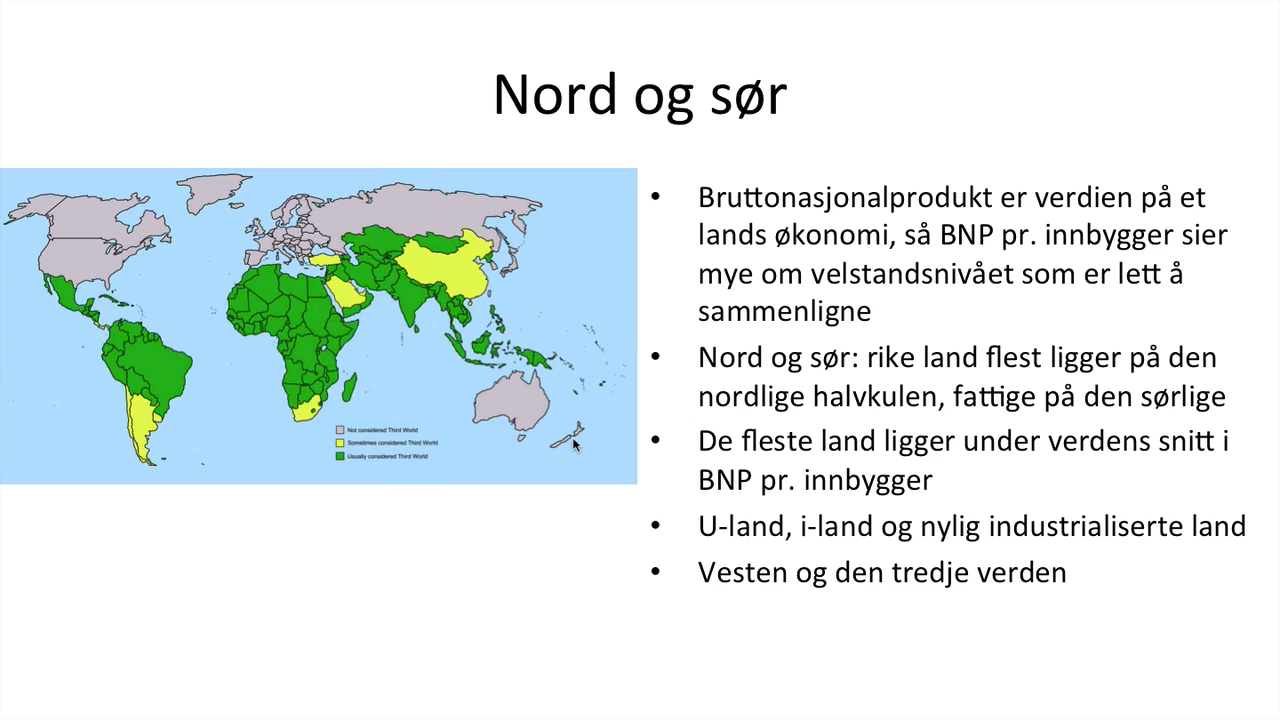 Nord og sør
Not considered Third World
Sometimes considered Third World
Usually considered Third World
• Bruttonasjonalprodukt er verdien på et
lands økonomi, så BNP pr. innbygger sier
mye om velstandsnivået som er lett å
sammenligne
• Nord og sør: rike land flest ligger på den
nordlige halvkulen, fattige på den sørlige
• De fleste land ligger under verdens snitt i
BNP pr. innbygger
• U-land, i-land og nylig industrialiserte land
• Vesten og den tredje verden